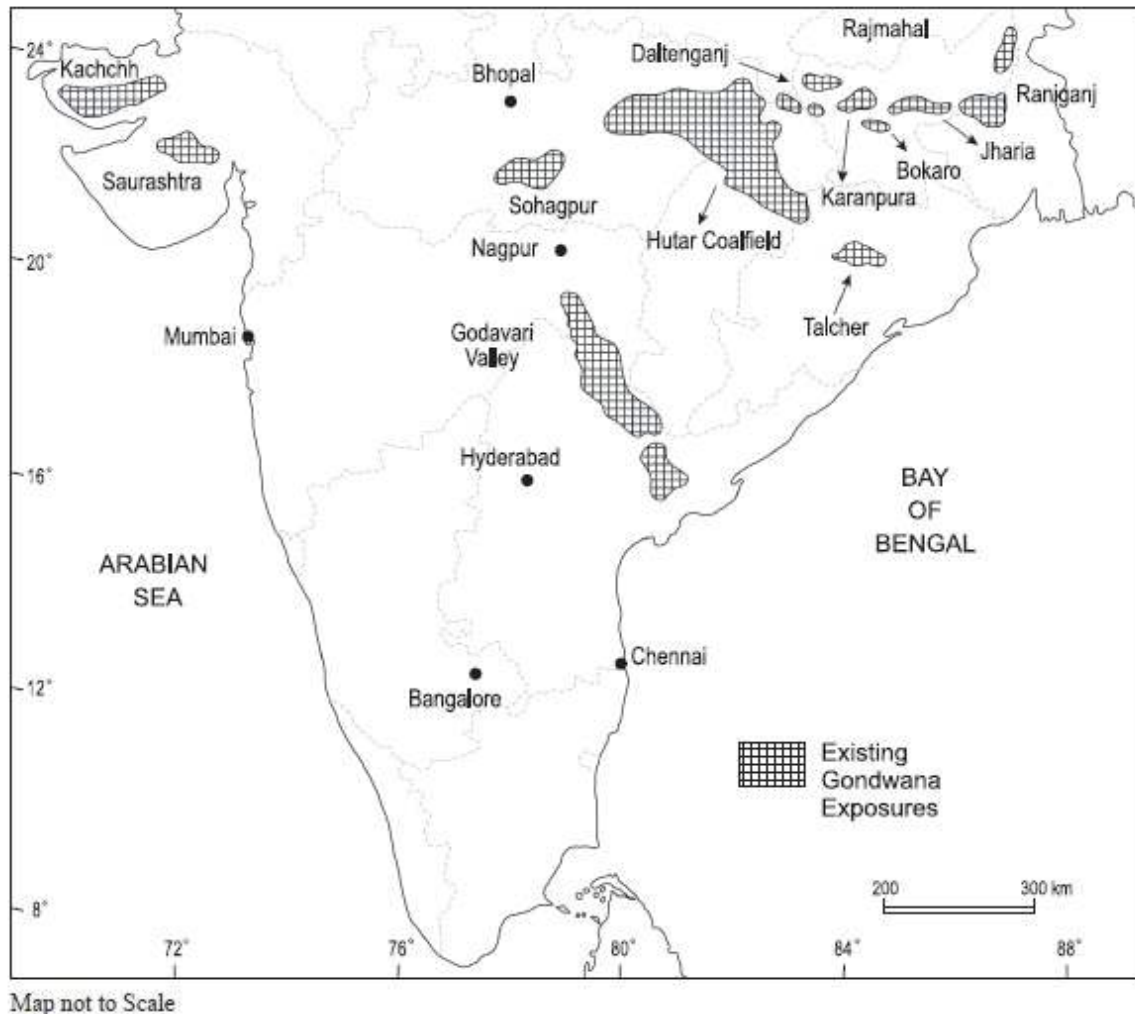 24°
20°
16°
12°
8°
Kachchh
Saurashtra
Bhopal
Sohagpur
Nagpur
Mumbai
Godavari
Valley
Hyderabad
Bangalore
Chennai
Rajmahal
Daltenganj
Raniganj
Jharia
Bokaro
Karanpura
Hutar Coalfield
Talcher
ARABIAN
SEA
BAY
OF
BENGAL
Existing
Gondwana
Exposures
200 300 km
72° 76° 80° 84° 88°
Map not to Scale